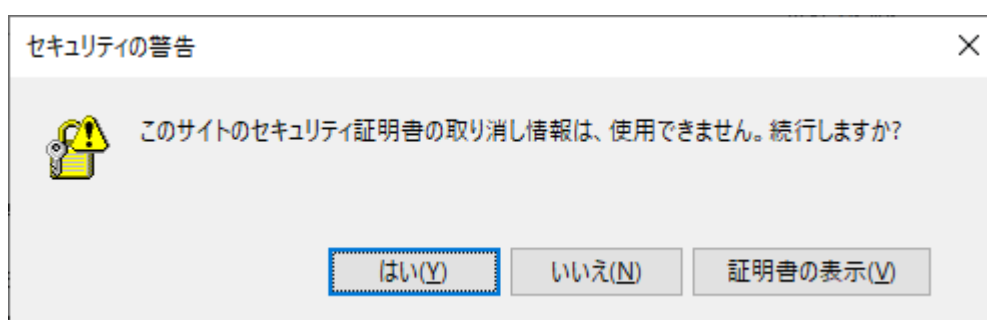 セキュリティの警告
このサイトのセキュリティ証明書の取り消し情報は、使用できません。続行しますか?
はい(Y)
いいえ(N)
証明書の表示(V)